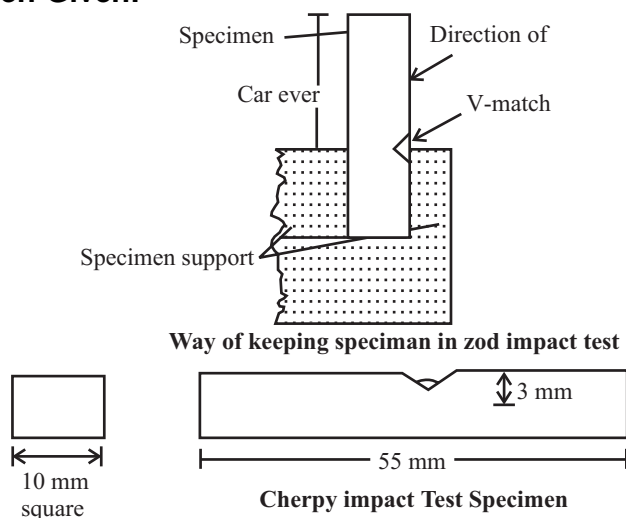 Specimen
Direction of
Car ever
V-match
Specimen support
Way of keeping speciman in zod impact test
3 mm
55 mm
10 mm
square
Cherpy impact Test Specimen